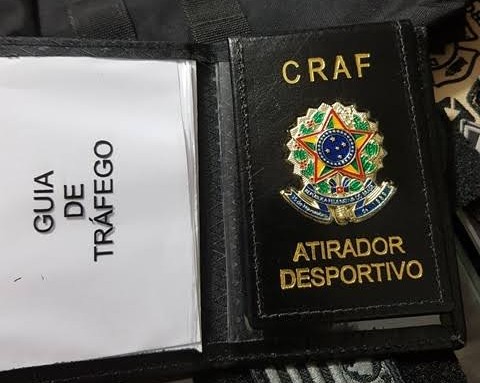 GUIA
DE
TRÁFEGO
CRAF
ATIRADOR
DESPORTIVO